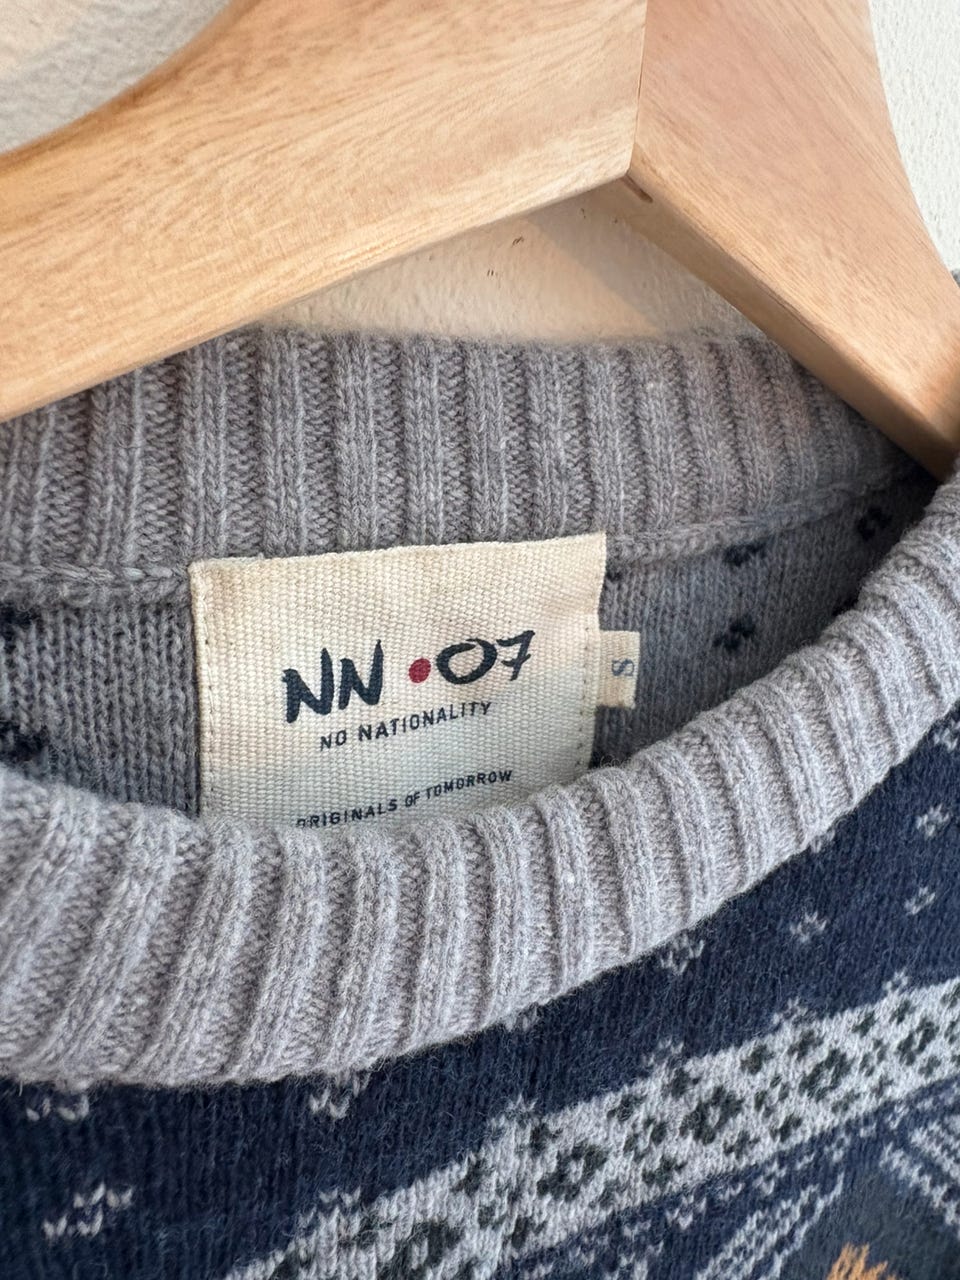 NN•07
NO NATIONALITY
ORIGINALS OF TOMORROW
S